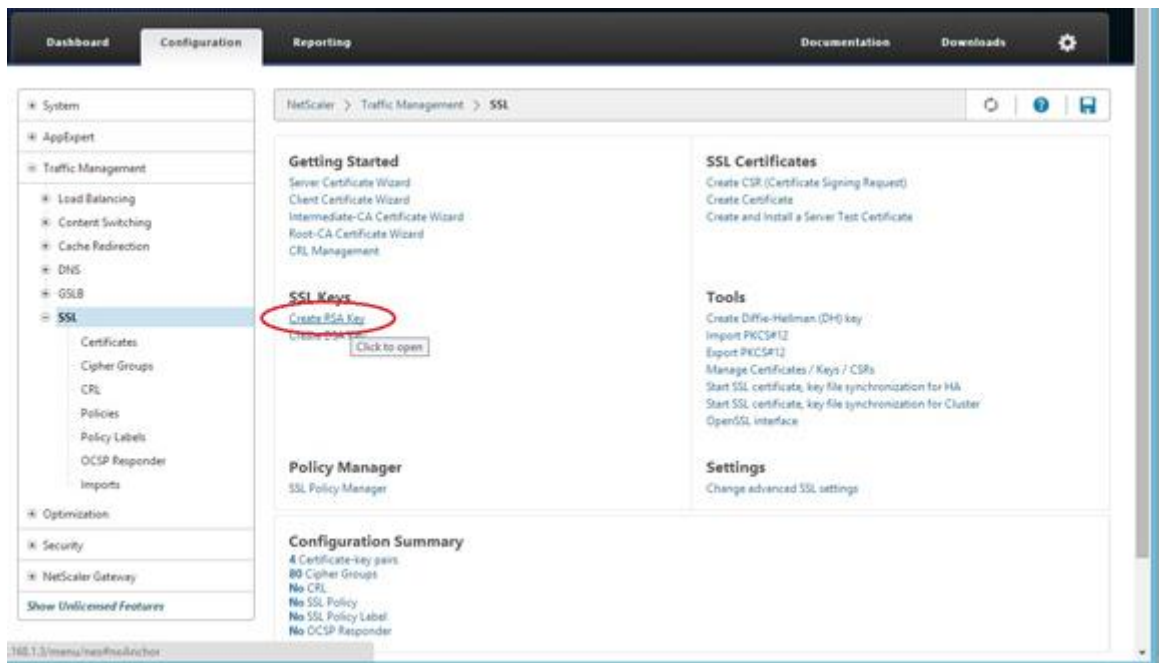 Dashboard
Configuration
Reporting
Documentation
Downloads
System
AppExpert
Traffic Management
Load Balancing
Content Switching
Cache Redirection
DNS
GSLB
SSL
Certificates
Cipher Groups
CRL
Policies
Policy Labels
OCSP Responder
Imports
Optimization
Security
NetScaler Gateway
Show Unlicensed Features
NetScaler > Traffic Management > SSL
Getting Started
Server Certificate Wizard
Client Certificate Wizard
Intermediate-CA Certificate Wizard
Root-CA Certificate Wizard
CRL Management
SSL Certificates
Create CSR (Certificate Signing Request)
Create Certificate
Create and Install a Server Test Certificate
SSL Keys
Create RSA Key
Create DSA Key
Click to open
Tools
Create Diffie-Hellman (DH) key
Import PKCS#12
Export PKCS#12
Manage Certificates / Keys / CSRs
Start SSL certificate, key file synchronization for HA
Start SSL certificate, key file synchronization for Cluster
OpenSSL interface
Policy Manager
SSL Policy Manager
Settings
Change advanced SSL settings
Configuration Summary
4 Certificate-key pairs
80 Cipher Groups
No CRL
No SSL Policy
No SSL Policy Label
No OCSP Responder